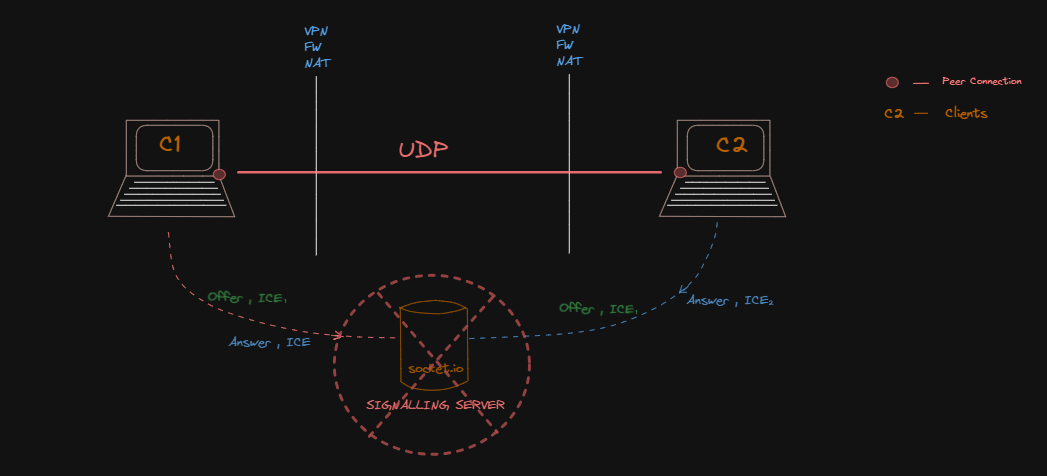 VPN
FW
NAT
VPN
FW
NAT
— Peer Connection
C2 — Clients
C1
UDP
C2
Offer , ICE₁
Answer , ICE
Offer , ICE₁
Answer , ICE₂
socket.io
SIGNALLING SERVER